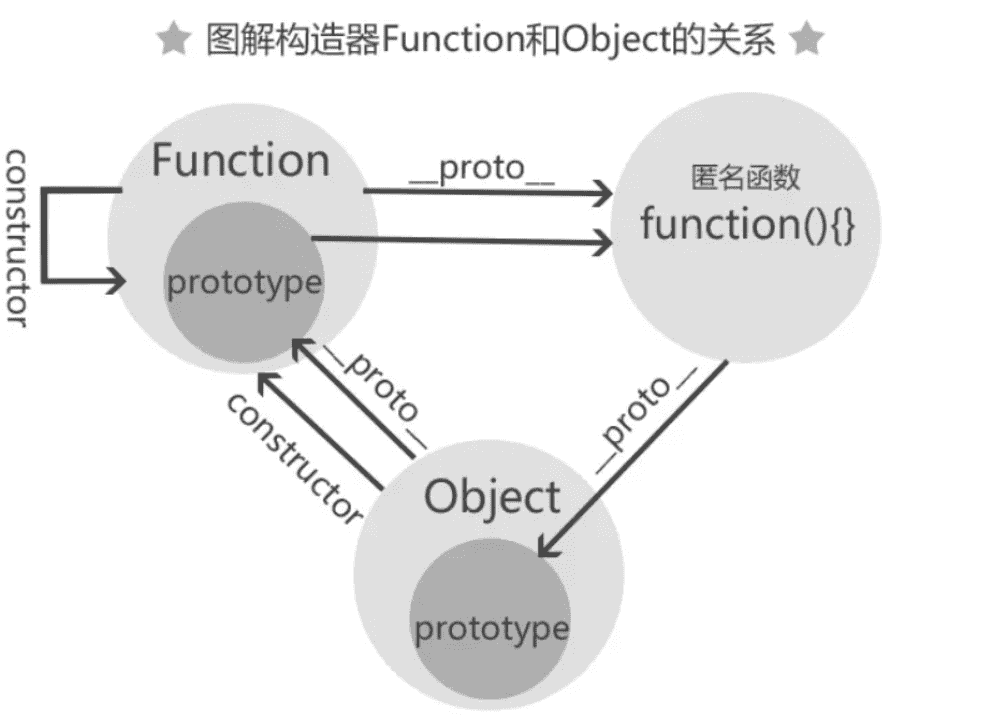 图解构造器Function和Object的关系
Function
__proto__
匿名函数
function(){}
constructor
prototype
__proto__
__proto__
constructor
Object
prototype